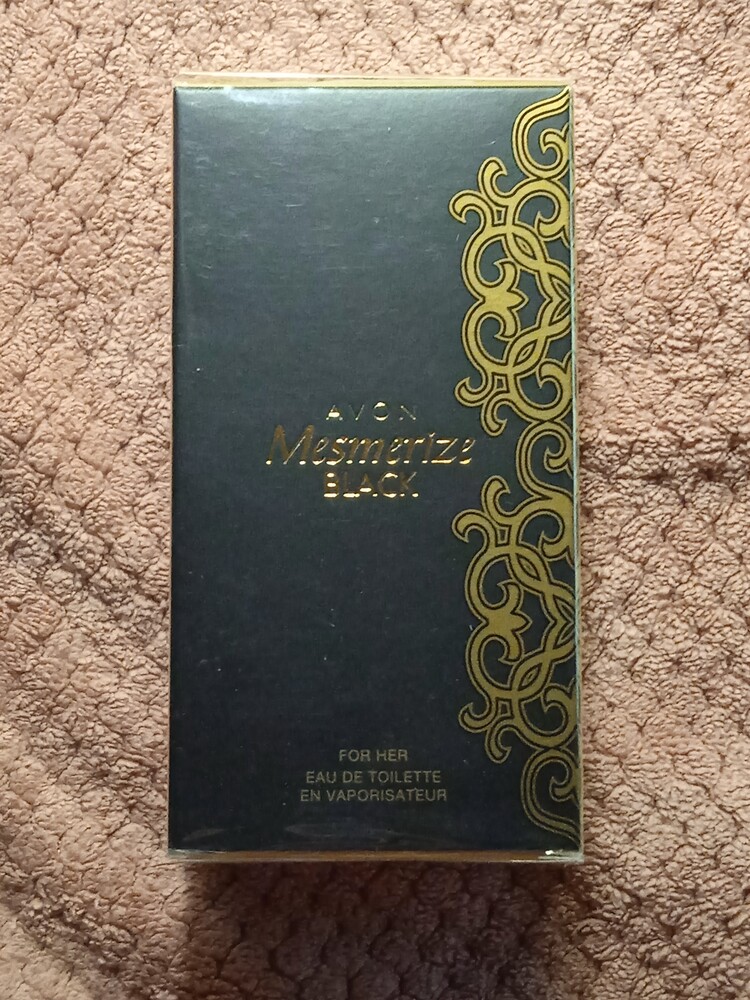 AVON
Mesmerize
BLACK
FOR HER
EAU DE TOILETTE
EN VAPORISATEUR